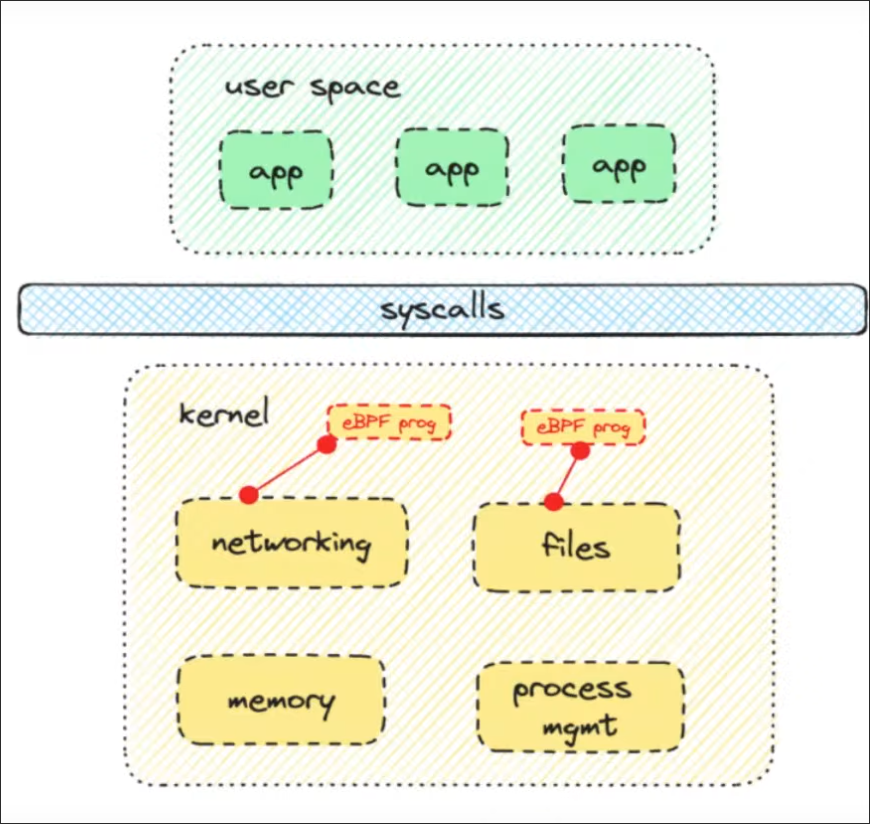 user space
app
app
app
syscalls
kernel
eBPF prog
eBPF prog
networking
files
memory
process
mgmt